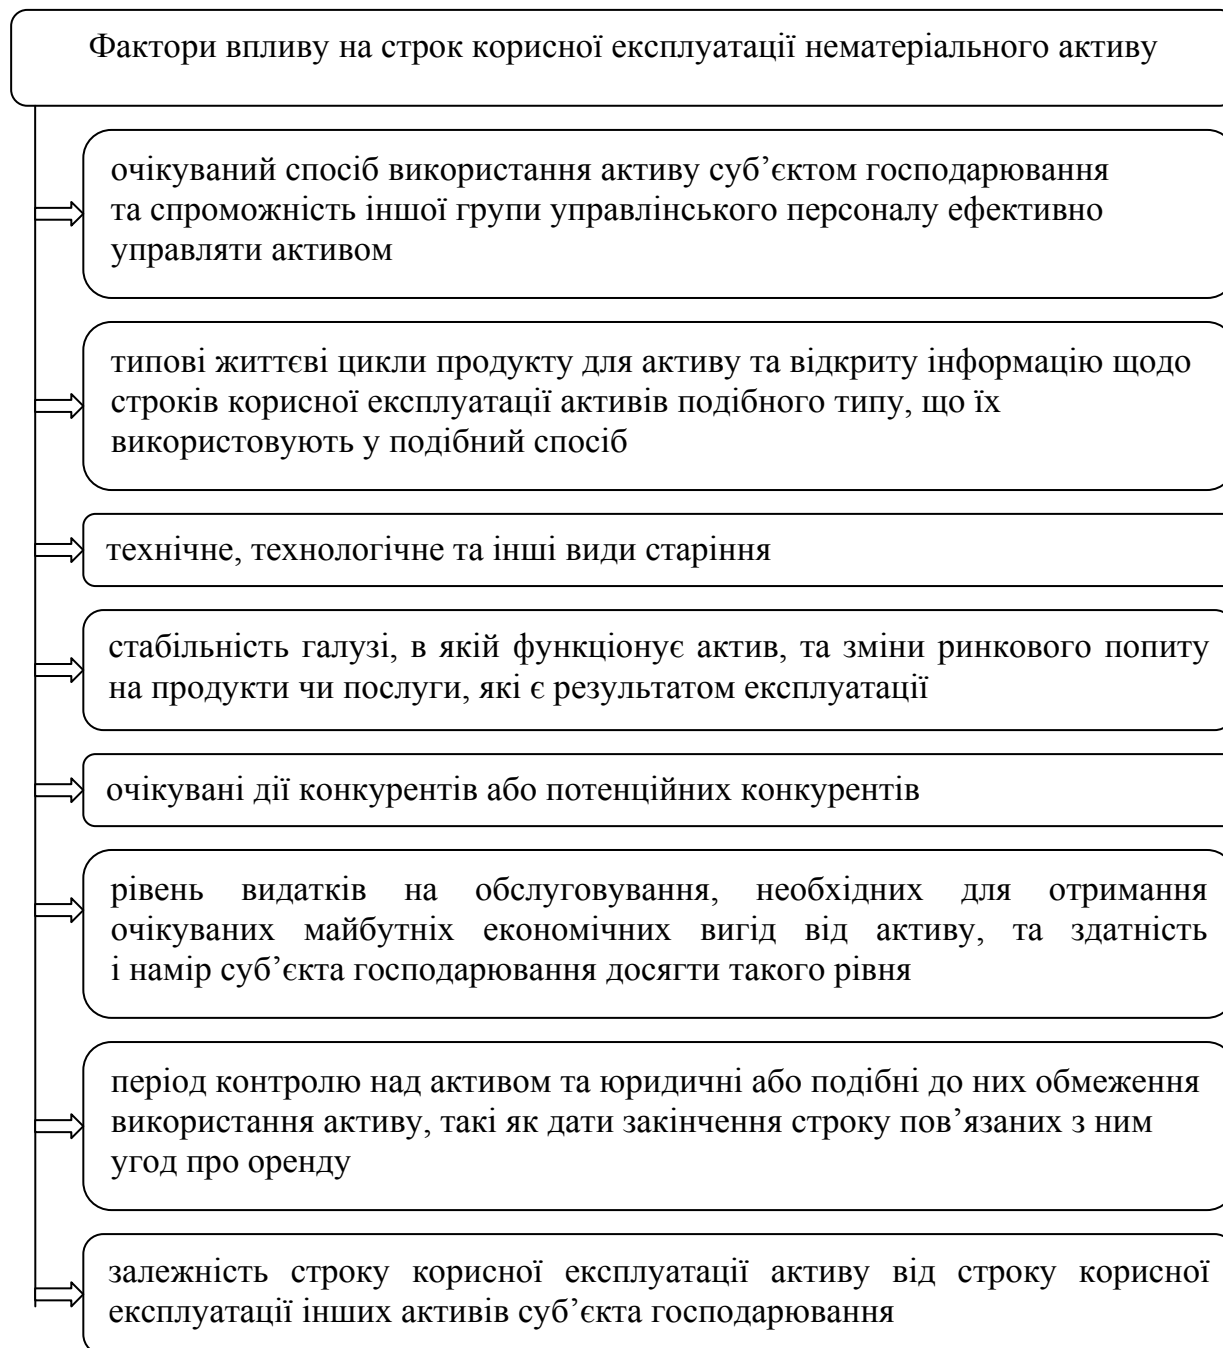 Фактори впливу на строк корисної експлуатації нематеріального активу
очікуваний спосіб використання активу суб’єктом господарювання
та спроможність іншої групи управлінського персоналу ефективно
управляти активом
типові життєві цикли продукту для активу та відкриту інформацію щодо
строків корисної експлуатації активів подібного типу, що їх
використовують у подібний спосіб
технічне, технологічне та інші види старіння
стабільність галузі, в якій функціонує актив, та зміни ринкового попиту
на продукти чи послуги, які є результатом експлуатації
очікувані дії конкурентів або потенційних конкурентів
рівень видатків на обслуговування, необхідних для отримання
очікуваних майбутніх економічних вигід від активу, та здатність
і намір суб’єкта господарювання досягти такого рівня
період контролю над активом та юридичні або подібні до них обмеження
використання активу, такі як дати закінчення строку пов’язаних з ним
угод про оренду
залежність строку корисної експлуатації активу від строку корисної
експлуатації інших активів суб’єкта господарювання